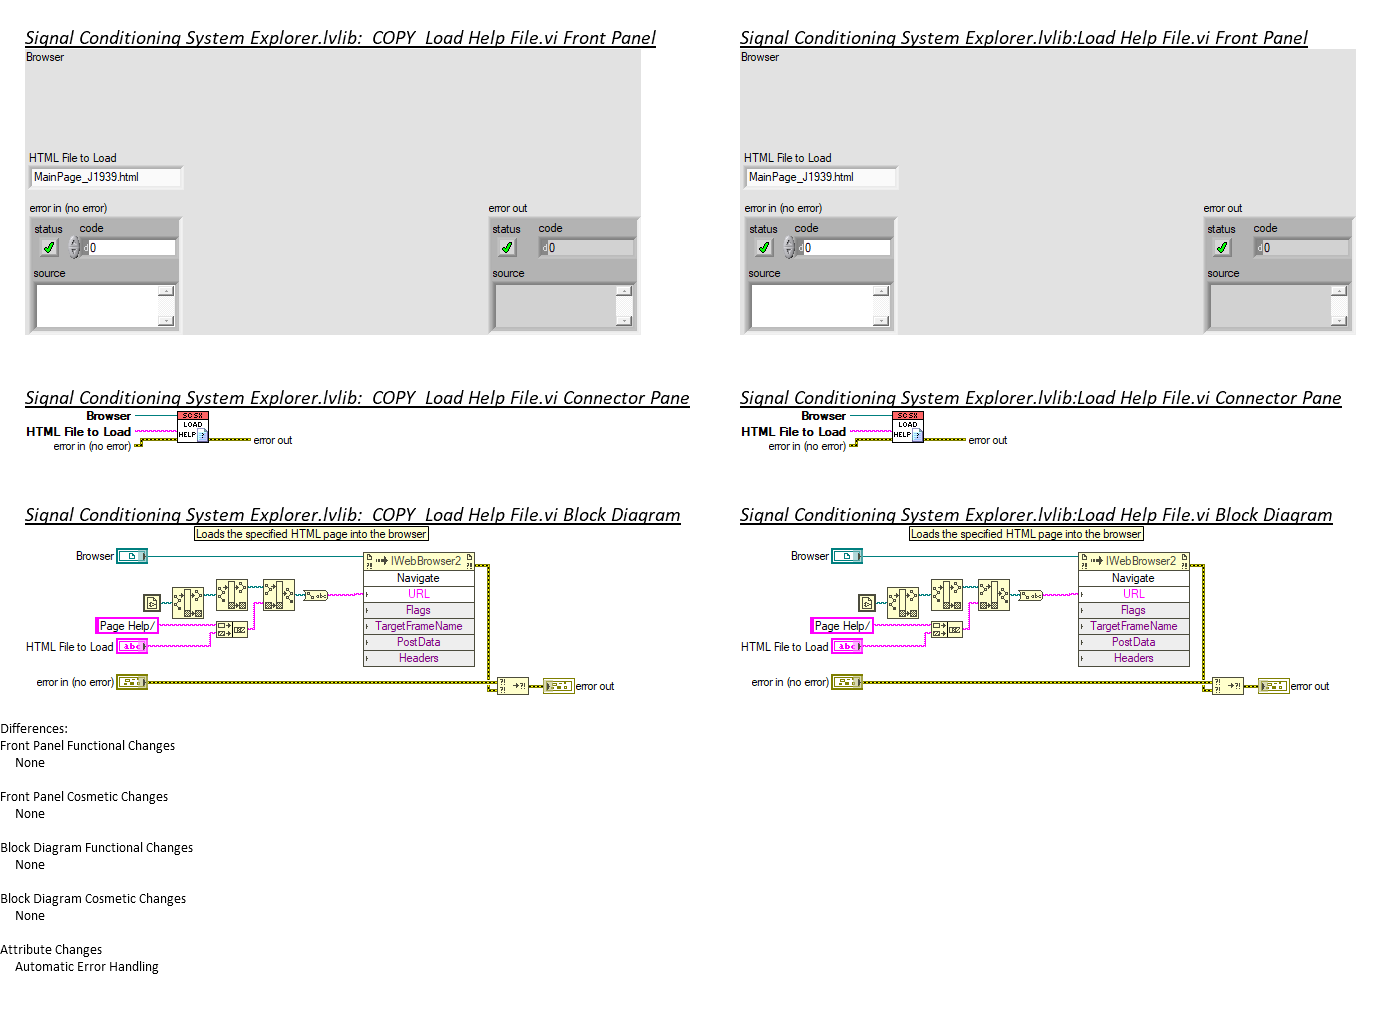 Signal Conditioning System Explorer.lvlib:  COPY  Load Help File.vi Front Panel
Browser
HTML File to Load
MainPage_J1939.html
error in (no error)
error out
status code
d 0
source
status code
d 0
source
Signal Conditioning System Explorer.lvlib:Load Help File.vi Front Panel
Browser
HTML File to Load
MainPage_J1939.html
error in (no error)
error out
status code
d 0
source
status code
d 0
source
Signal Conditioning System Explorer.lvlib:  COPY  Load Help File.vi Connector Pane
Browser
HTML File to Load
error in (no error)
SCSX
LOAD
HELP ?
error out
Signal Conditioning System Explorer.lvlib:Load Help File.vi Connector Pane
Browser
HTML File to Load
error in (no error)
SCSX
LOAD
HELP ?
error out
Signal Conditioning System Explorer.lvlib:  COPY  Load Help File.vi Block Diagram
Loads the specified HTML page into the browser
Browser
IWebBrowser2
Navigate
URL
Flags
TargetFrameName
PostData
Headers
Page Help/
HTML File to Load
abc
error in (no error)
error out
Signal Conditioning System Explorer.lvlib:Load Help File.vi Block Diagram
Loads the specified HTML page into the browser
Browser
IWebBrowser2
Navigate
URL
Flags
TargetFrameName
PostData
Headers
Page Help/
HTML File to Load
abc
error in (no error)
error out
Differences:
Front Panel Functional Changes
None
Front Panel Cosmetic Changes
None
Block Diagram Functional Changes
None
Block Diagram Cosmetic Changes
None
Attribute Changes
Automatic Error Handling